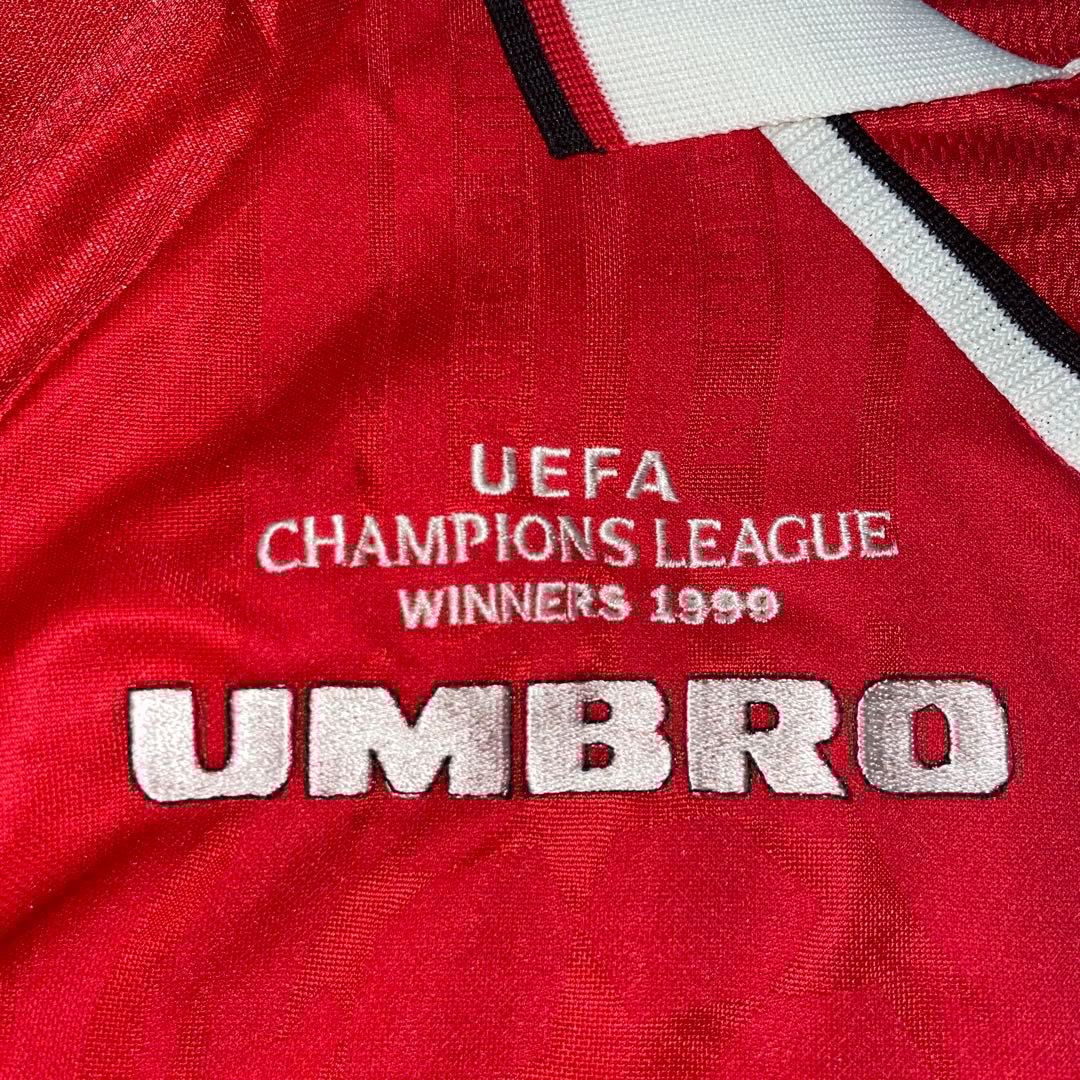 UEFA
CHAMPIONS LEAGUE
WINNERS 1999
UMBRO